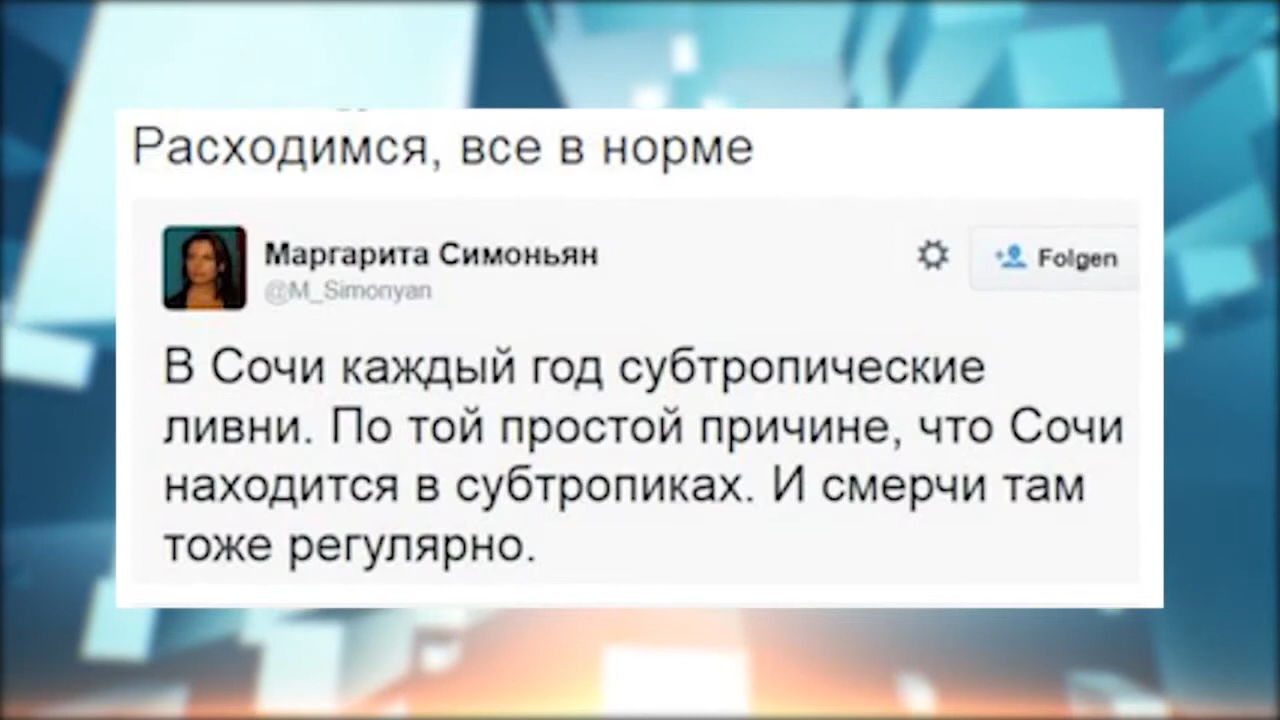 Расходимся, все в норме
Маргарита Симоньян
@M_Simonyan
Folgen
В Сочи каждый год субтропические
ливни. По той простой причине, что Сочи
находится в субтропиках. И смерчи там
тоже регулярно.